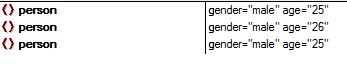 person gender="male" age="25"
person gender="male" age="26"
person gender="male" age="25"